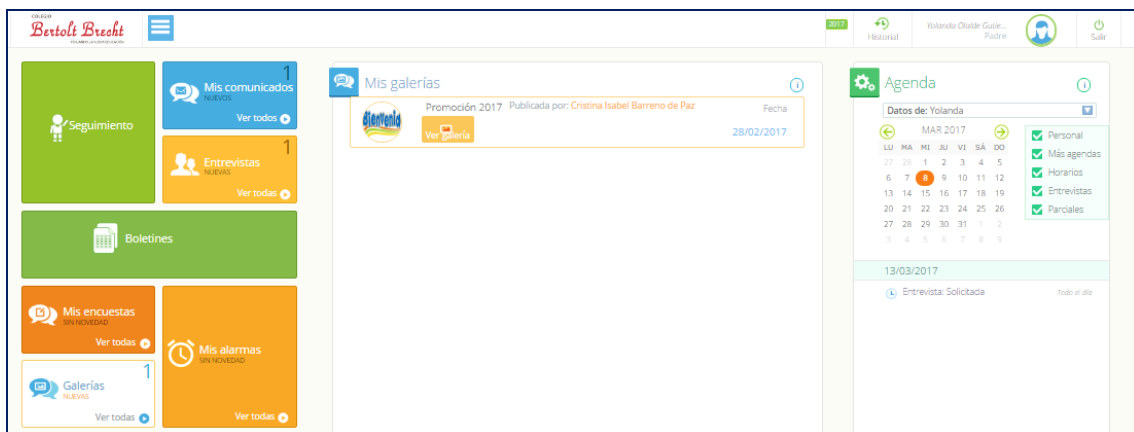 COLEGIO
Bertolt Brecht
2017
Historial
Yolanda Olalde Gutie...
Padre
Salir
Seguimiento
1
Mis comunicados
NUEVOS
Ver todos
1
Entrevistas
NUEVAS
Ver todas
Boletines
Mis encuestas
SIN NOVEDAD
Ver todas
Mis alarmas
SIN NOVEDAD
Ver todas
1
Galerías
NUEVAS
Ver todas
Mis galerías
Bienvenid
Promoción 2017 Publicada por: Cristina Isabel Barreno de Paz
Fecha
Ver galería
28/02/2017
Agenda
Datos de: Yolanda
MAR 2017
LU MA MI JU VI SÁ DO
27 28 1 2 3 4 5
6 7 8 9 10 11 12
13 14 15 16 17 18 19
20 21 22 23 24 25 26
27 28 29 30 31 1 2
3 4 5 6 7 8 9
Personal
Más agendas
Horarios
Entrevistas
Parciales
13/03/2017
Entrevista: Solicitada
Todo el día